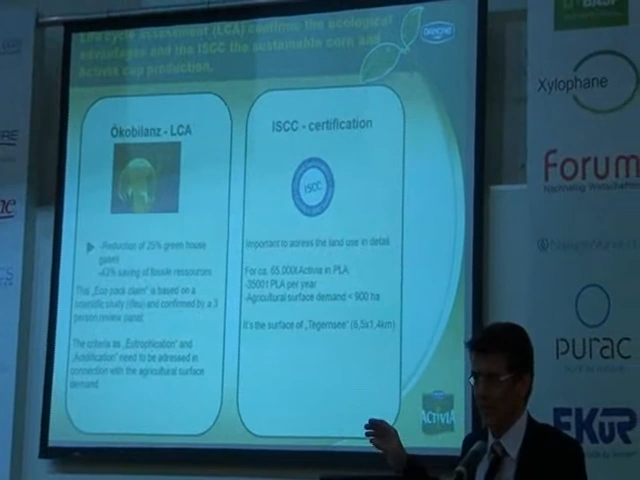 Life cycle assessment (LCA) confirms the ecological
advantages and the ISCC the sustainable corn and
Activia cup production.
DANONE
Ökobilanz - LCA
-Reduction of 25% green house
gases
-43% saving of fossile ressources
This „Eco pack claim" is based on a
scientific study (ifeu) and confirmed by a 3
person review panel.
The criteria as „Eutrophication" and
„Acidification" need to be adressed in
connection with the agricultural surface
demand
ISCC - certification
ISCC
Important to adress the land use in detail
For ca. 65.000t Activia in PLA
-3500t PLA per year
-Agricultural surface demand < 900 ha
It's the surface of „Tegernsee" (6,5x1,4km)
ACTIVIA
BASF
Xylophane
Forum
Nachhaltig Wirtschaften
purac
FKuR